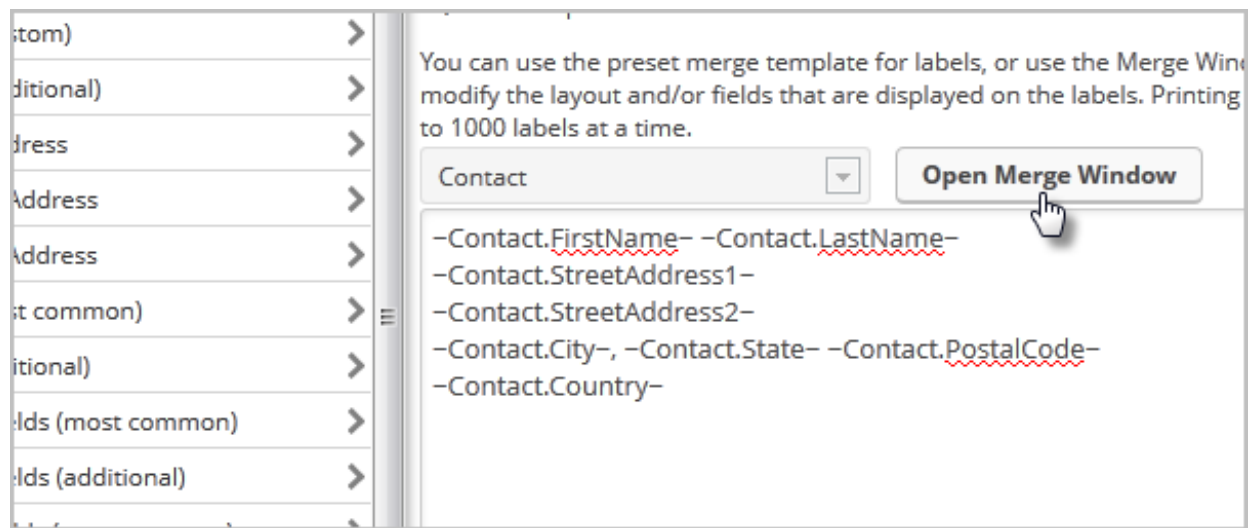 stom)
ditional)
dress
Address
Address
st common)
itional)
elds (most common)
elds (additional)
You can use the preset merge template for labels, or use the Merge Wind
modify the layout and/or fields that are displayed on the labels. Printing
to 1000 labels at a time.
Contact
Open Merge Window
~Contact.FirstName~ ~Contact.LastName~
~Contact.StreetAddress1~
~Contact.StreetAddress2~
~Contact.City~, ~Contact.State~ ~Contact.PostalCode~
~Contact.Country~